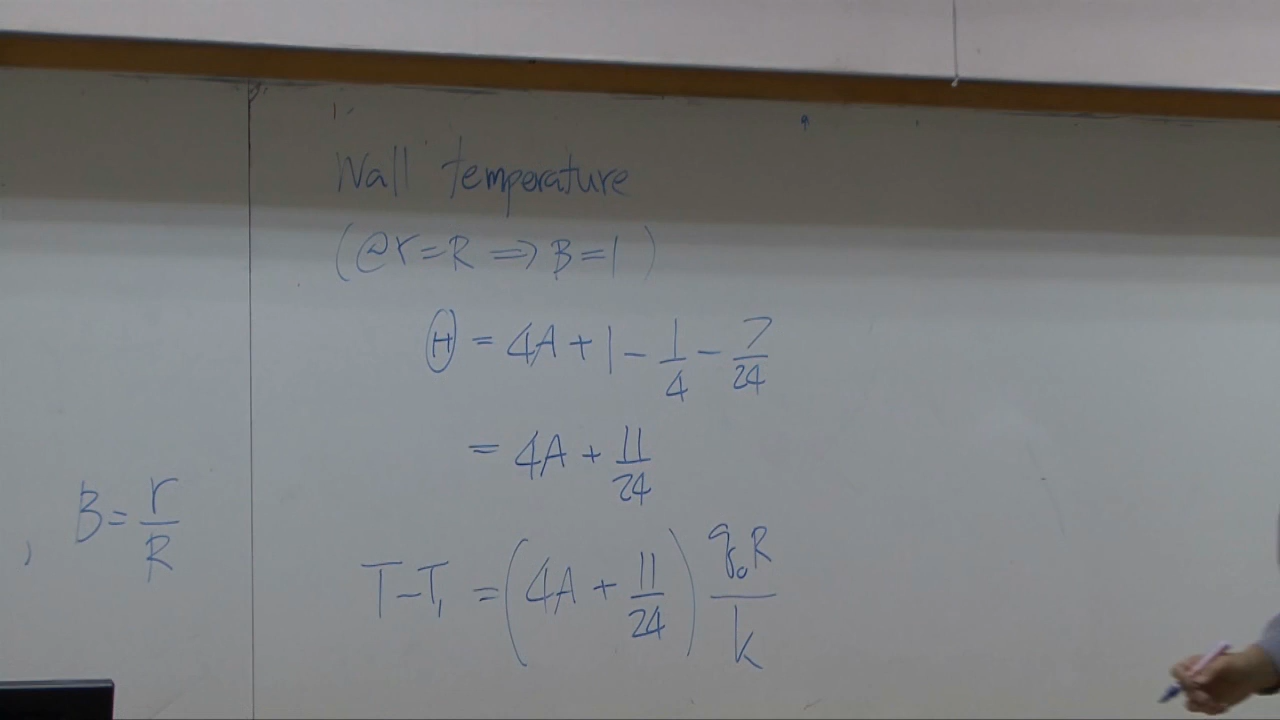 Wall temperature
(@r=R ⇒ B=1)
Ⓗ = 4A + 1 - 1/4 - 7/24
= 4A + 11/24
, B = r/R
T-T₁ = (4A + 11/24) q₀R/k